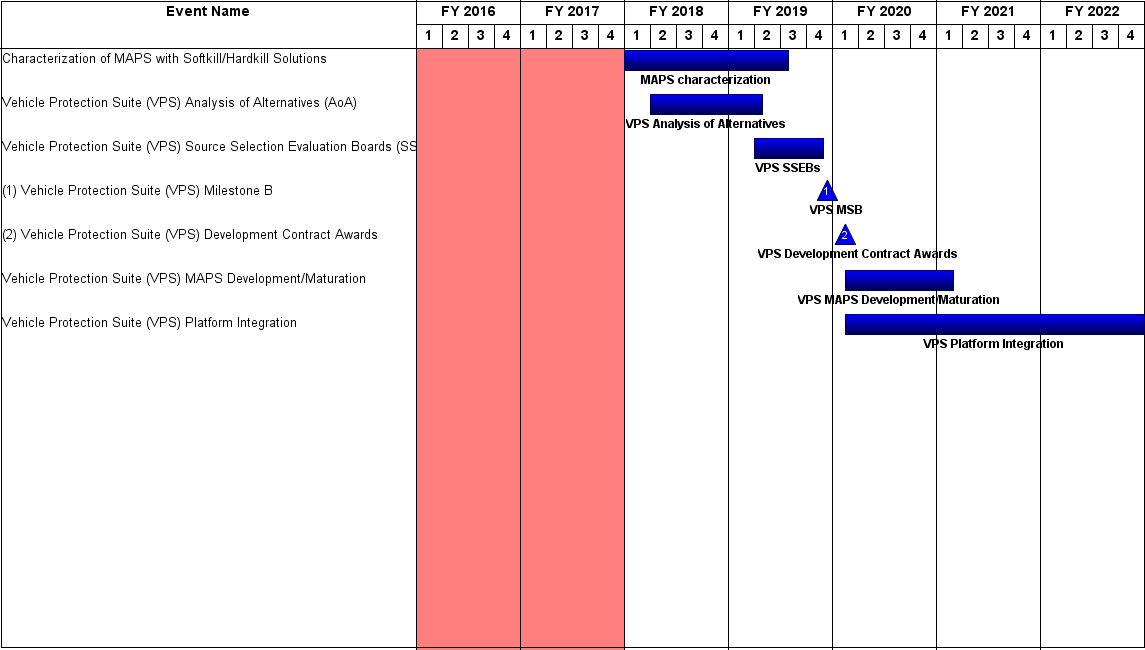 Event Name FY 2016 FY 2017 FY 2018 FY 2019 FY 2020 FY 2021 FY 2022
1 2 3 4 1 2 3 4 1 2 3 4 1 2 3 4 1 2 3 4 1 2 3 4 1 2 3 4
Characterization of MAPS with Softkill/Hardkill Solutions
MAPS characterization
Vehicle Protection Suite (VPS) Analysis of Alternatives (AoA)
VPS Analysis of Alternatives
Vehicle Protection Suite (VPS) Source Selection Evaluation Boards (SS
VPS SSEBs
(1) Vehicle Protection Suite (VPS) Milestone B
1
VPS MSB
(2) Vehicle Protection Suite (VPS) Development Contract Awards
2
VPS Development Contract Awards
Vehicle Protection Suite (VPS) MAPS Development/Maturation
VPS MAPS Development/Maturation
Vehicle Protection Suite (VPS) Platform Integration
VPS Platform Integration